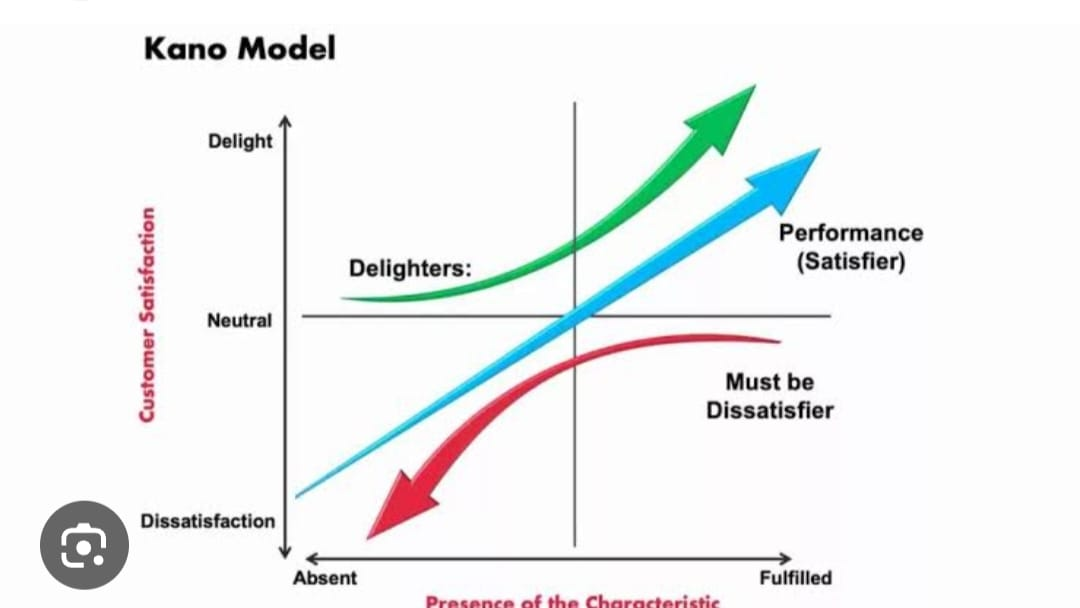 Kano Model
Delight
Customer Satisfaction
Delighters:
Performance
(Satisfier)
Neutral
Must be
Dissatisfier
Dissatisfaction
Absent
Fulfilled
Presence of the Characteristic